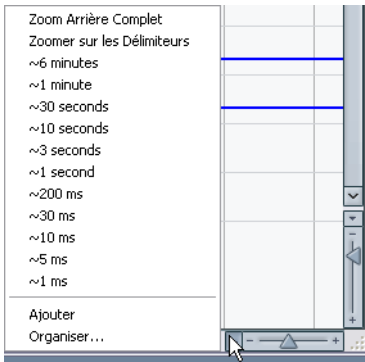 Zoom Arrière Complet
Zoomer sur les Délimiteurs
~6 minutes
~1 minute
~30 seconds
~10 seconds
~3 seconds
~1 second
~200 ms
~30 ms
~10 ms
~5 ms
~1 ms
Ajouter
Organiser...